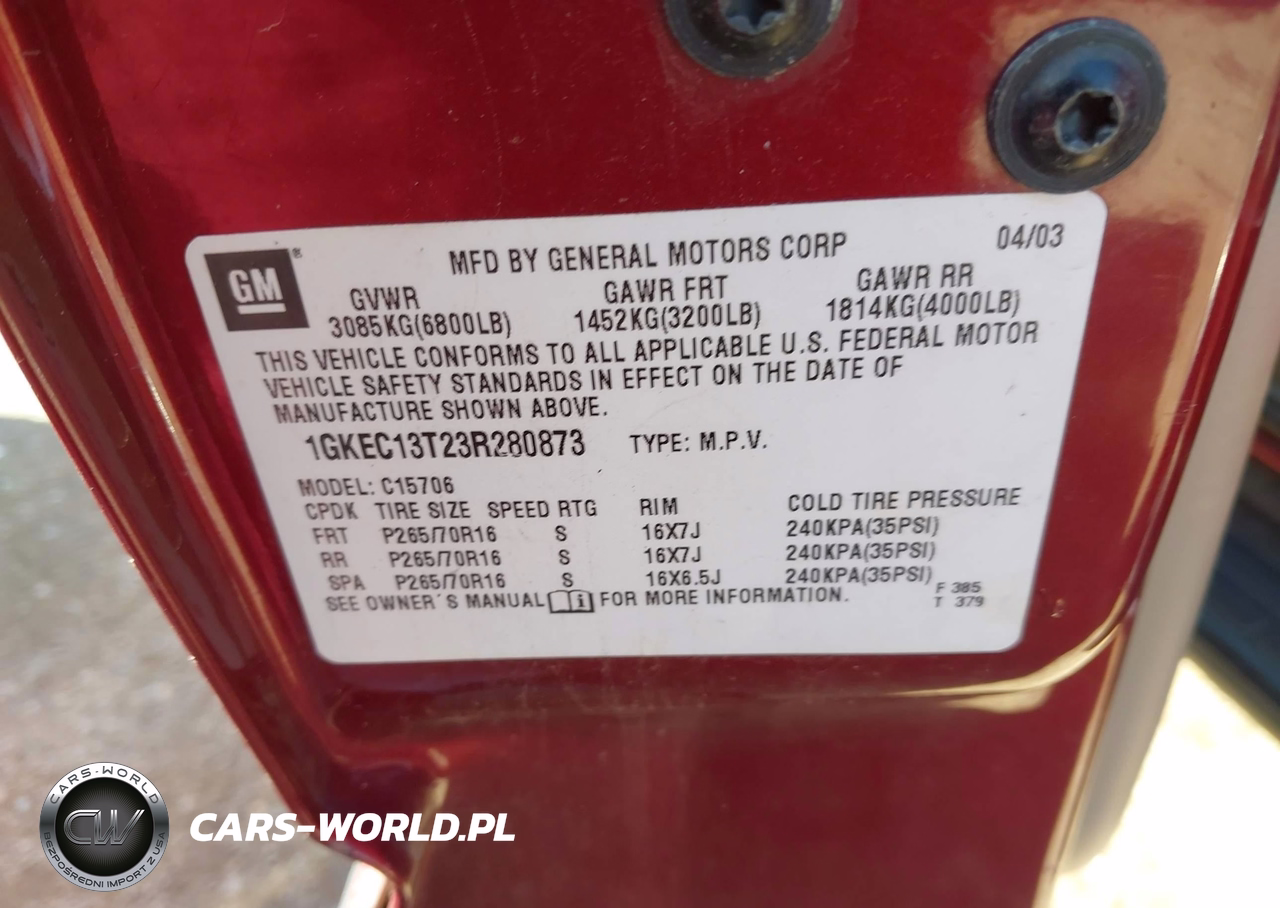 GM®
MFD BY GENERAL MOTORS CORP 04/03
GVWR GAWR FRT GAWR RR
3085KG(6800LB) 1452KG(3200LB) 1814KG(4000LB)
THIS VEHICLE CONFORMS TO ALL APPLICABLE U.S. FEDERAL MOTOR
VEHICLE SAFETY STANDARDS IN EFFECT ON THE DATE OF
MANUFACTURE SHOWN ABOVE.
1GKEC13T23R280873 TYPE: M.P.V.
MODEL: C15706
CPDK TIRE SIZE SPEED RTG RIM COLD TIRE PRESSURE
FRT P265/70R16 S 16X7J 240KPA(35PSI)
RR P265/70R16 S 16X7J 240KPA(35PSI)
SPA P265/70R16 S 16X6.5J 240KPA(35PSI)
SEE OWNER'S MANUAL FOR MORE INFORMATION.
F 385
T 379
CARS-WORLD
CW
BEZPOŚREDNI IMPORT Z USA
CARS-WORLD.PL